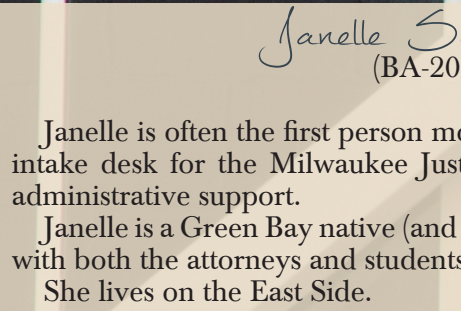 Janelle S
(BA-20
Janelle is often the first person mo
intake desk for the Milwaukee Just
administrative support.
Janelle is a Green Bay native (and
with both the attorneys and students
She lives on the East Side.